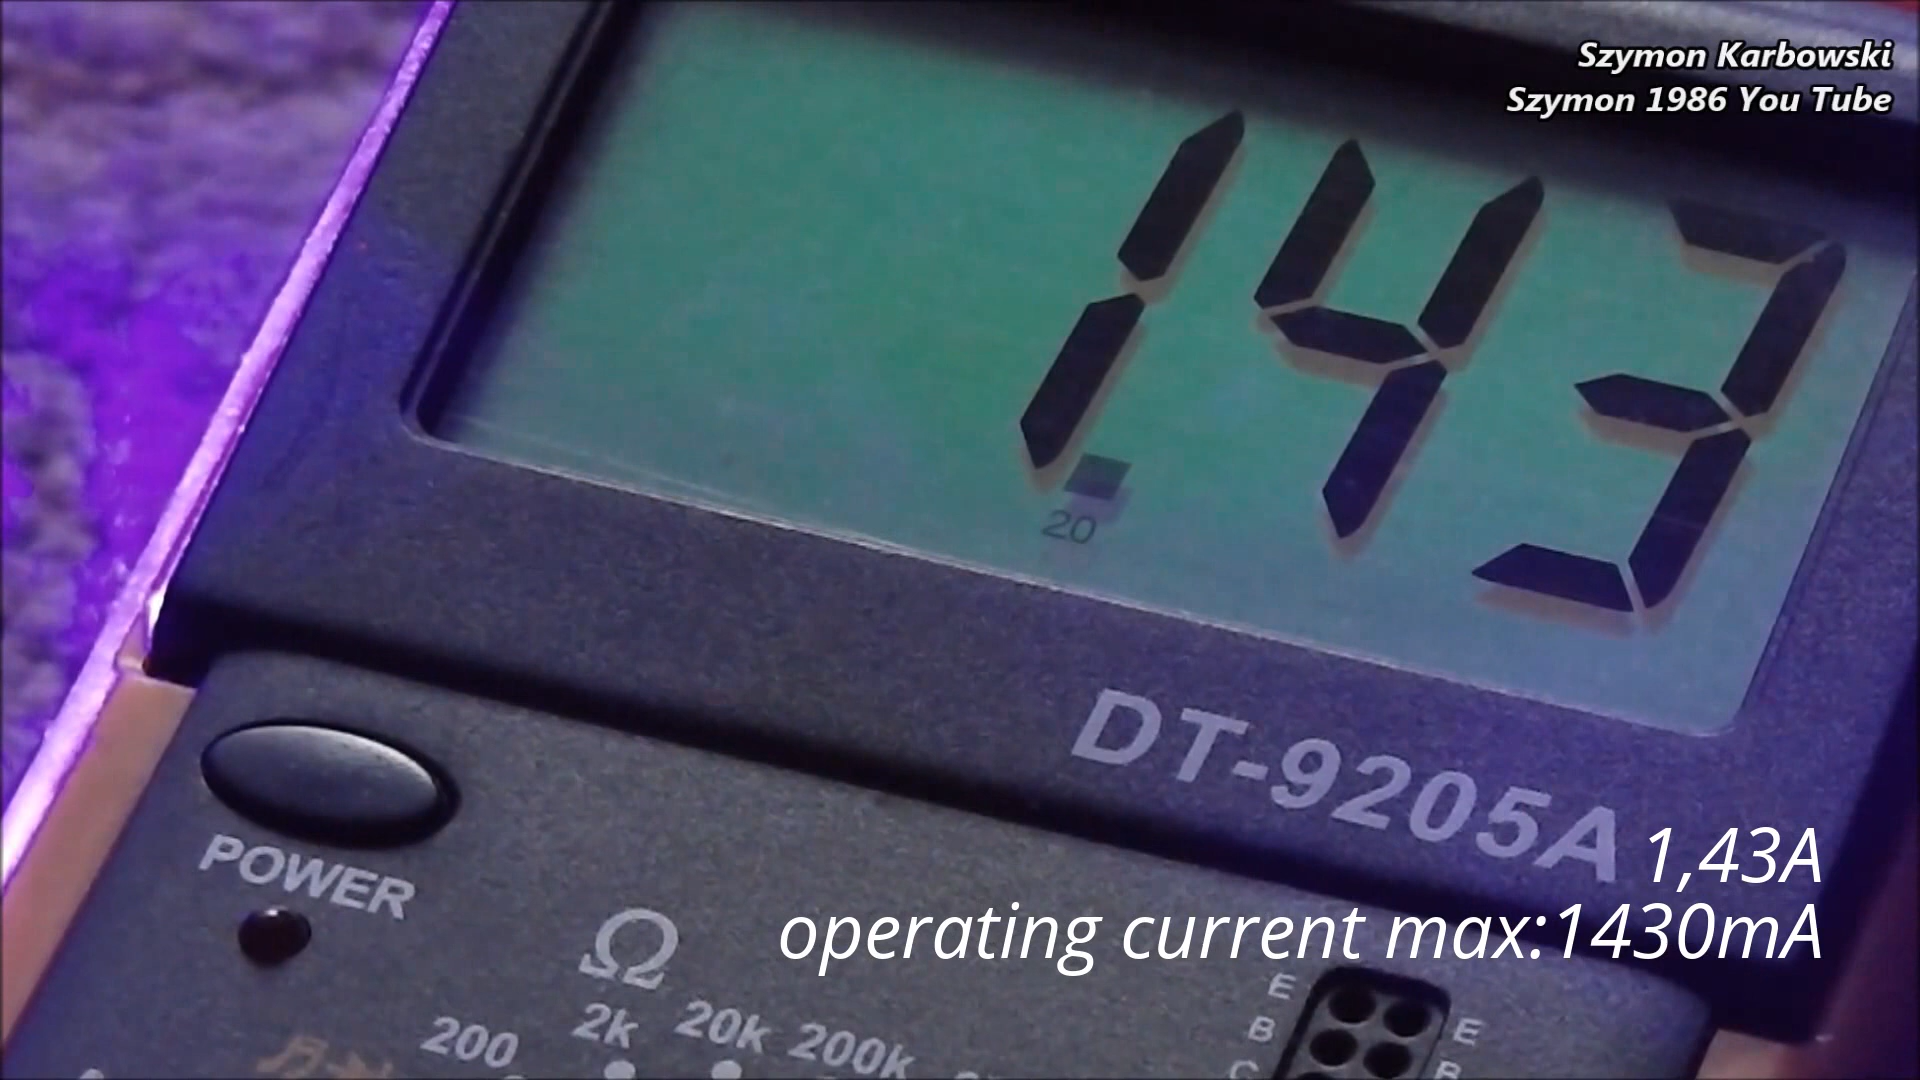 Szymon Karbowski
Szymon 1986 You Tube
1.43
20
DT-9205A
1,43A
operating current max:1430mA
POWER
Ω
200 2k 20k 200k
E
B
C
E
B